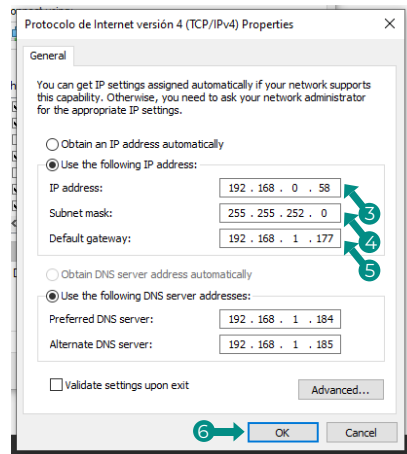 Protocolo de Internet versión 4 (TCP/IPv4) Properties
General
You can get IP settings assigned automatically if your network supports
this capability. Otherwise, you need to ask your network administrator
for the appropriate IP settings.
Obtain an IP address automatically
Use the following IP address:
IP address: 192 . 168 . 0 . 58
3
Subnet mask: 255 . 255 . 252 . 0
4
Default gateway: 192 . 168 . 1 . 177
5
Obtain DNS server address automatically
Use the following DNS server addresses:
Preferred DNS server: 192 . 168 . 1 . 184
Alternate DNS server: 192 . 168 . 1 . 185
Validate settings upon exit
Advanced...
6
OK
Cancel